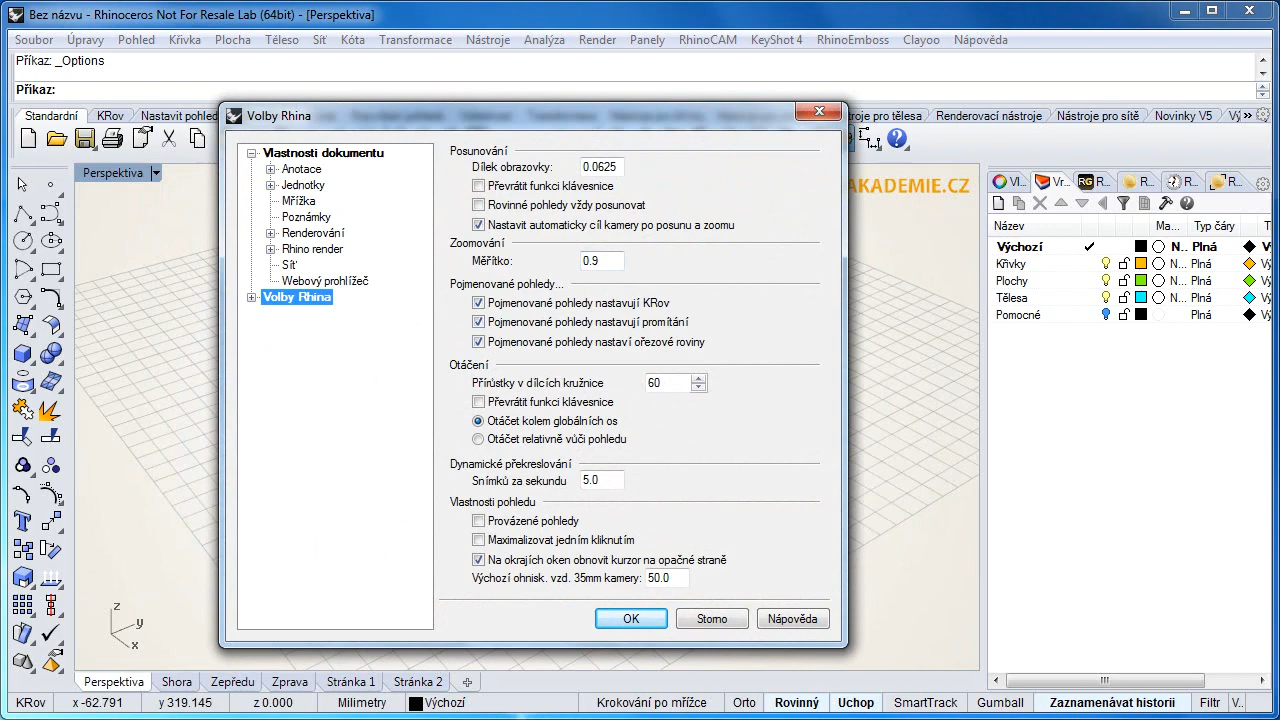 Bez názvu - Rhinoceros Not For Resale Lab (64bit) - [Perspektiva]
Soubor Úpravy Pohled Křivka Plocha Těleso Síť Kóta Transformace Nástroje Analýza Render Panely RhinoCAM KeyShot 4 RhinoEmboss Clayoo Nápověda
Příkaz: _Options
Příkaz:
Standardní KRov Nastavit pohled
troje pro tělesa Renderovací nástroje Nástroje pro sítě Novinky V5 Vý
Perspektiva
AKADEMIE.CZ
Volby Rhina
Vlastnosti dokumentu
Anotace
Jednotky
Mřížka
Poznámky
Renderování
Rhino render
Síť
Webový prohlížeč
Volby Rhina
Posunování
Dílek obrazovky: 0.0625
Převrátit funkci klávesnice
Rovinné pohledy vždy posunovat
Nastavit automaticky cíl kamery po posunu a zoomu
Zoomování
Měřítko: 0.9
Pojmenované pohledy...
Pojmenované pohledy nastavují KRov
Pojmenované pohledy nastavují promítání
Pojmenované pohledy nastaví ořezové roviny
Otáčení
Přírůstky v dílcích kružnice 60
Převrátit funkci klávesnice
Otáčet kolem globálních os
Otáčet relativně vůči pohledu
Dynamické překreslování
Snímků za sekundu 5.0
Vlastnosti pohledu
Provázené pohledy
Maximalizovat jedním kliknutím
Na okrajích oken obnovit kurzor na opačné straně
Výchozí ohnisk. vzd. 35mm kamery: 50.0
OK Storno Nápověda
Vl... Vr... R... R... R... R...
Název Ma... Typ čáry Tý
Výchozí N... Plná
Křivky N... Plná Tý
Plochy N... Plná Tý
Tělesa N... Plná Tý
Pomocné Plná Tý
z
y
x
Perspektiva Shora Zepředu Zprava Stránka 1 Stránka 2
KRov x -62.791 y 319.145 z 0.000 Milimetry Výchozí Krokování po mřížce Orto Rovinný Uchop SmartTrack Gumball Zaznamenávat historii Filtr V..